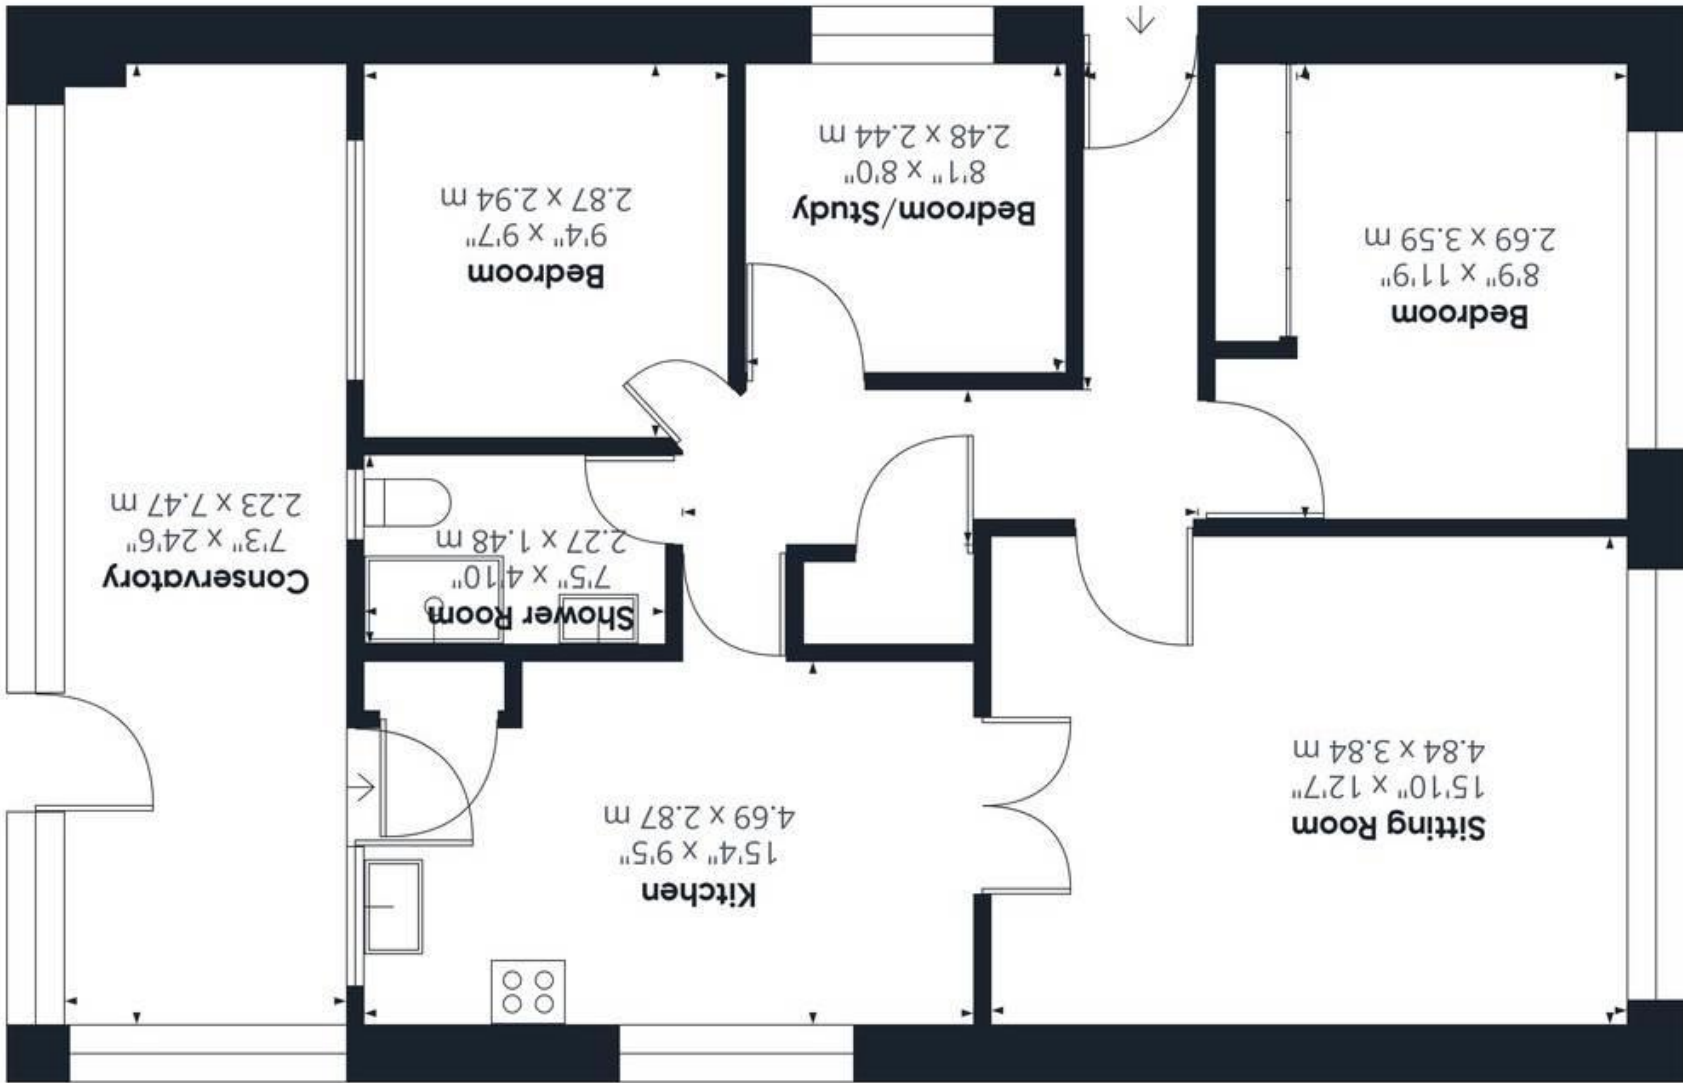 Sitting Room
15'10" x 12'7"
4.84 x 3.84 m
Kitchen
15'4" x 9'5"
4.69 x 2.87 m
Shower Room
7'5" x 4'10"
2.27 x 1.48 m
Conservatory
7'3" x 24'6"
2.23 x 7.47 m
Bedroom
8'9" x 11'9"
2.69 x 3.59 m
Bedroom/Study
8'1" x 8'0"
2.48 x 2.44 m
Bedroom
9'4" x 9'7"
2.87 x 2.94 m